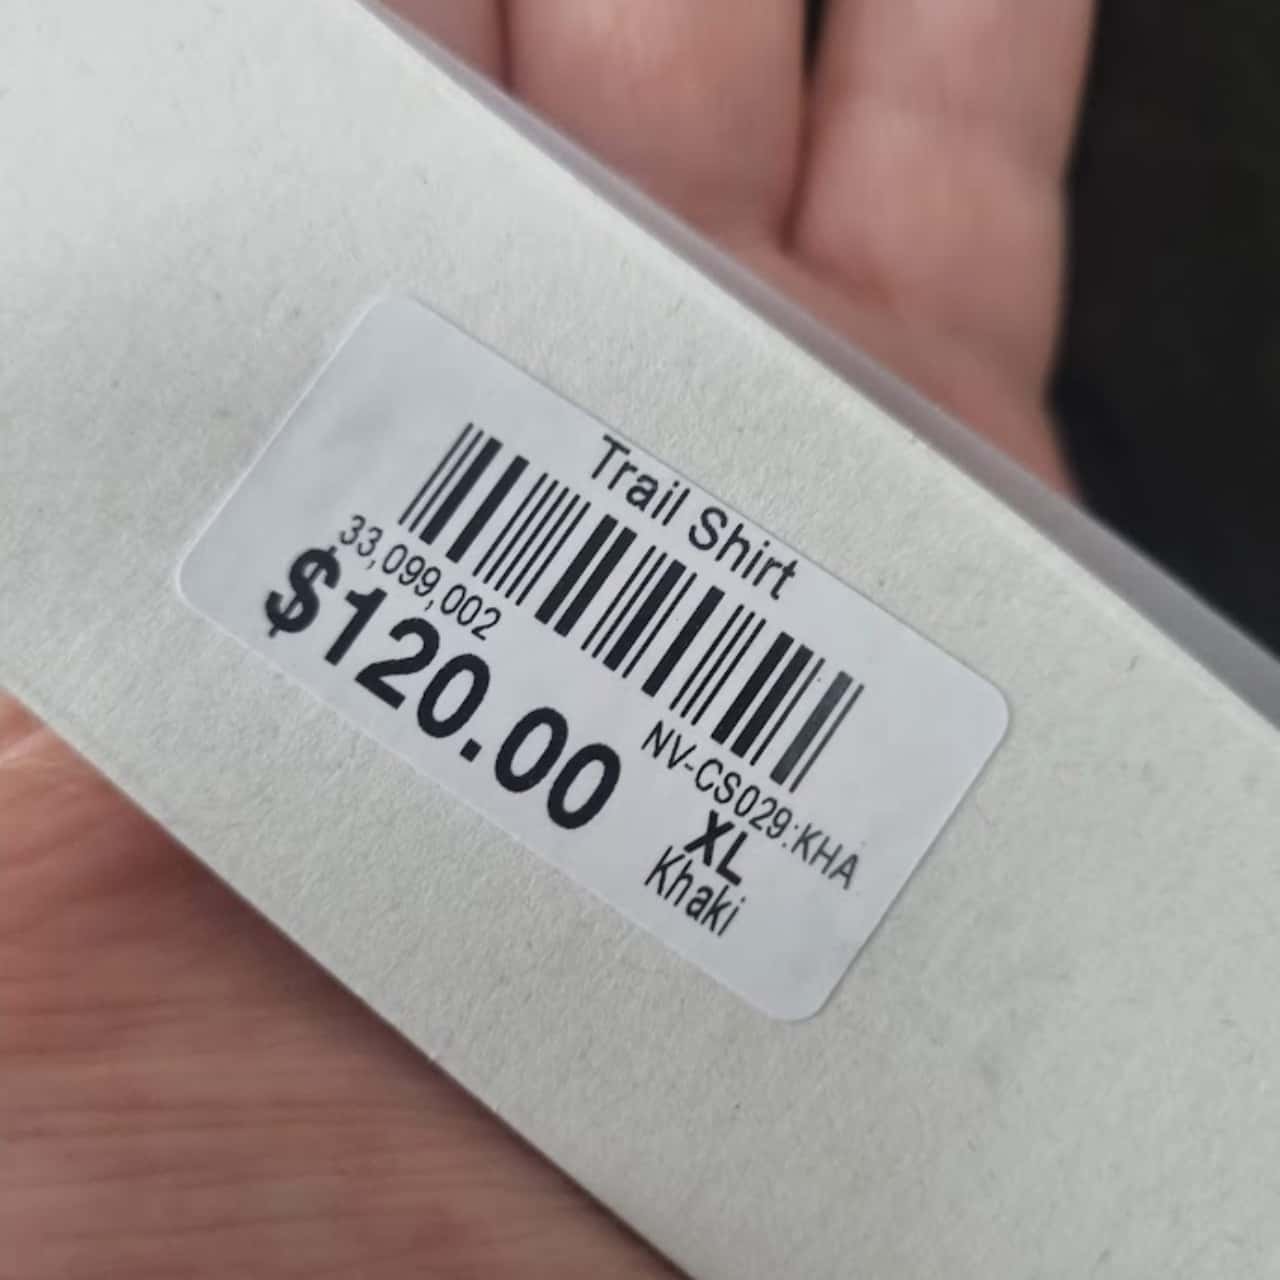 Trail Shirt
33,099,002
NV-CS029:KHA
$120.00
XL
Khaki